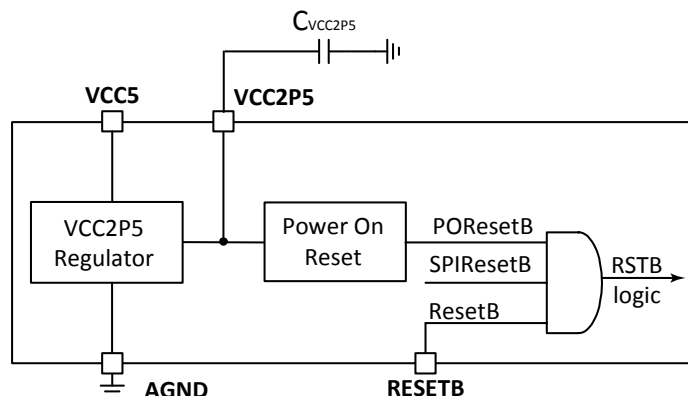 CVCC2P5
VCC5
VCC2P5
VCC2P5
Regulator
Power On
Reset
POResetB
SPIResetB
ResetB
RSTB
logic
AGND
RESETB